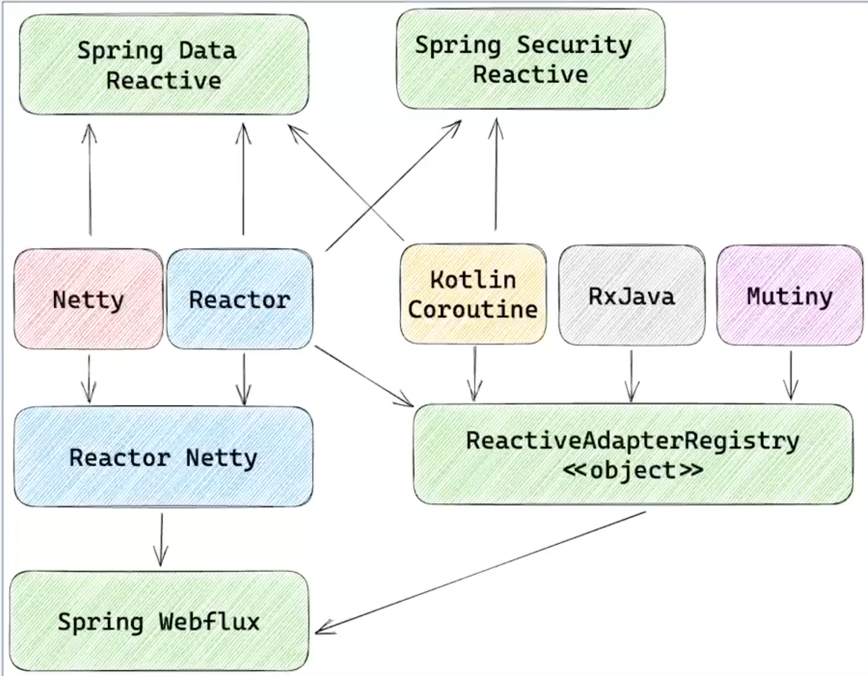 Spring Data
Reactive
Spring Security
Reactive
Netty
Reactor
Kotlin
Coroutine
RxJava
Mutiny
Reactor Netty
ReactiveAdapterRegistry
≪object≫
Spring Webflux